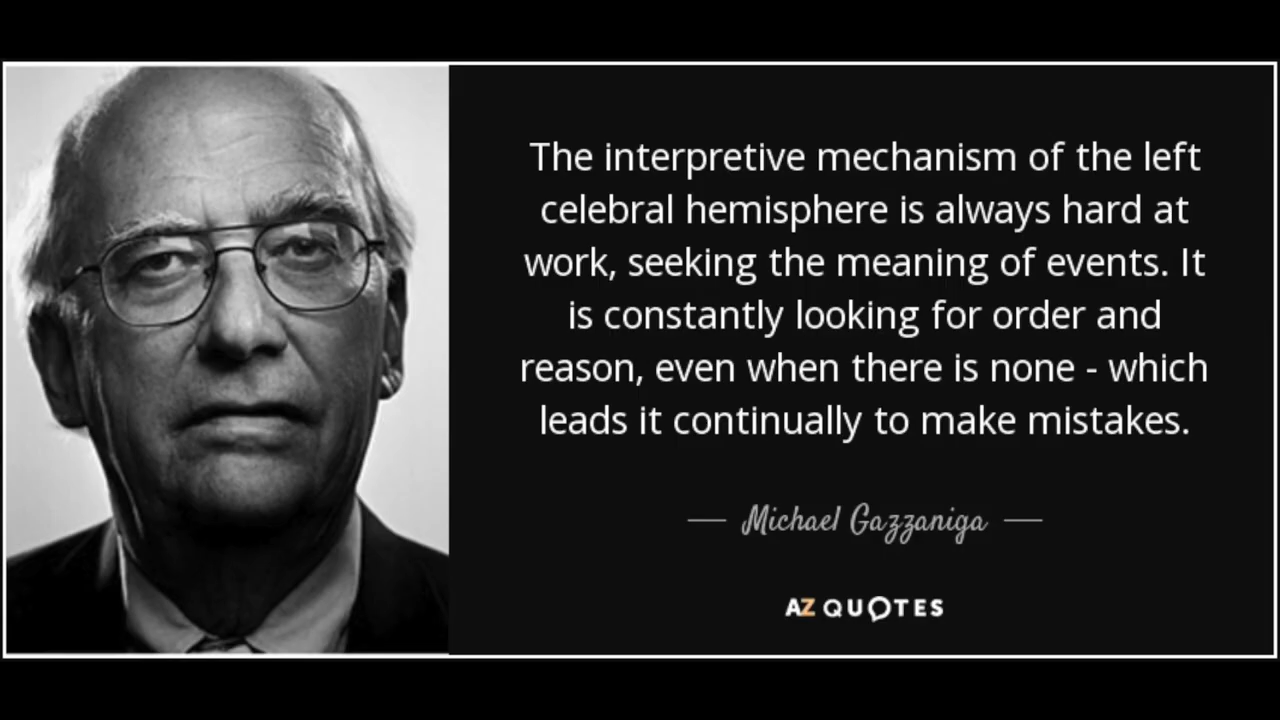 The interpretive mechanism of the left
celebral hemisphere is always hard at
work, seeking the meaning of events. It
is constantly looking for order and
reason, even when there is none - which
leads it continually to make mistakes.
Michael Gazzaniga
AZ QUOTES